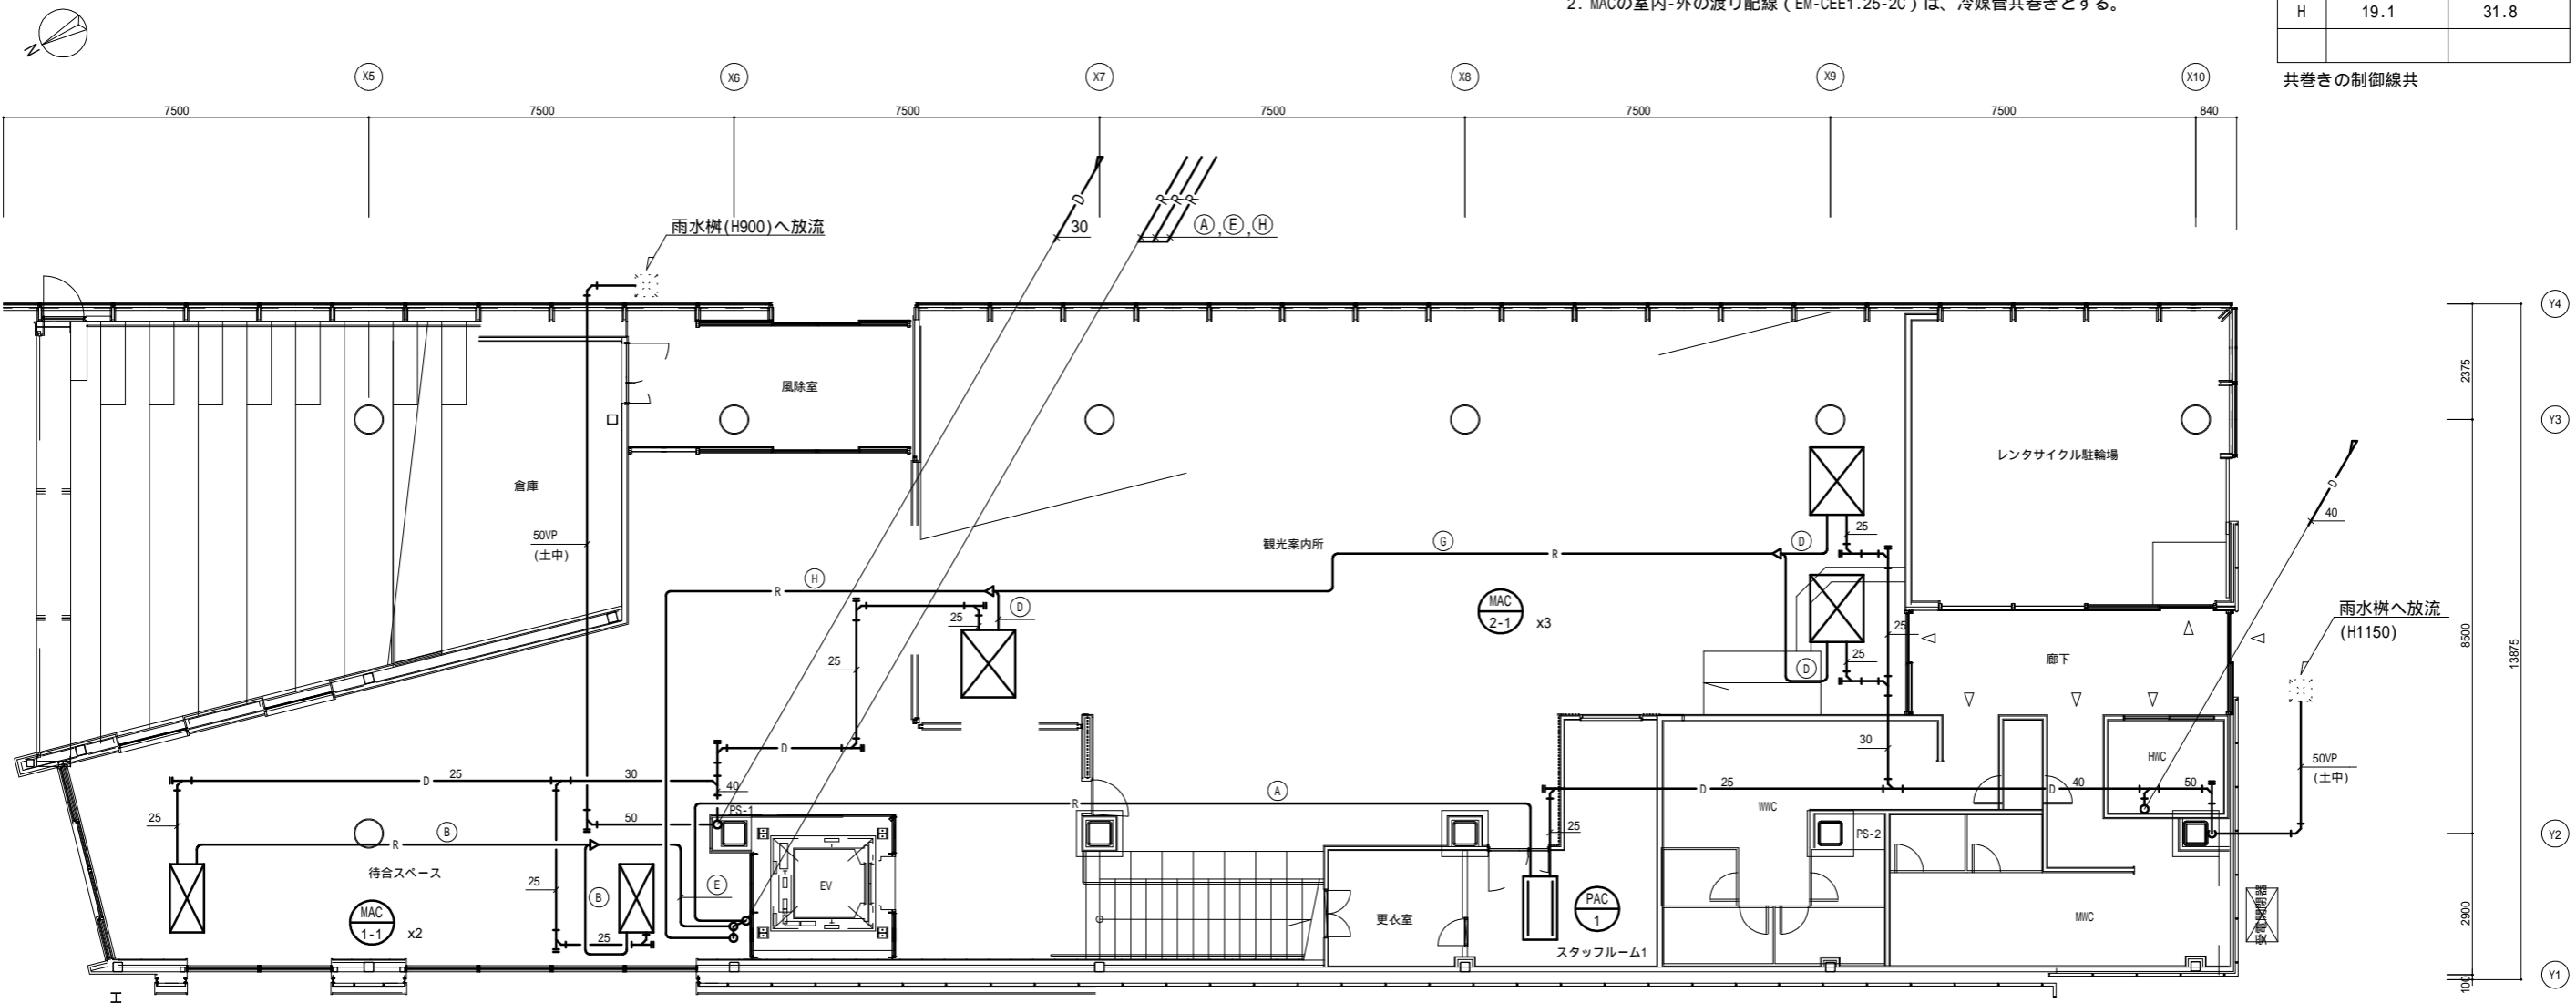 2. MACの室内-外の渡り配線(EM-CEE1.25-2C)は、冷媒管共巻きとする。
H 19.1 31.8
共巻きの制御線共
N
X5 X6 X7 X8 X9 X10
7500 7500 7500 7500 7500 7500 840
雨水桝(H900)へ放流
D
30
R R R
A,E,H
Y4
2375
風除室
Y3
レンタサイクル駐輪場
倉庫
D
40
50VP
(土中)
観光案内所
G
R
D
25
H
R
25
D
MAC
2-1
x3
25
雨水桝へ放流
(H1150)
25
25
D
廊下
8500
13875
D
30
HWC
50VP
(土中)
D 25 30
40
PS-1
R
A
D 25
D 40 50
WWC
25
50
25
B
R
PS-2
Y2
待合スペース
25
B
E
EV
MAC
1-1
x2
25
更衣室
PAC
1
スタッフルーム1
MWC
受電用開閉器
2900
Y1
100